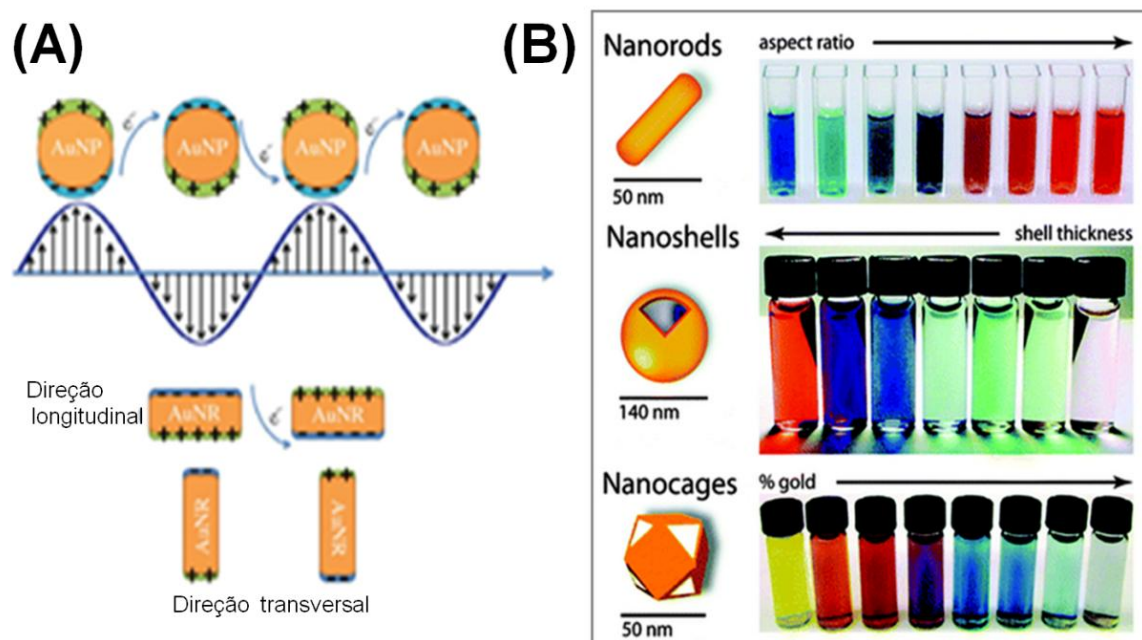 (A)
AuNP AuNP AuNP AuNP
e⁻ e⁻ e⁻
Direção
longitudinal
AuNR AuNR
e⁻
AuNR AuNR
Direção transversal
(B)
Nanorods
aspect ratio
50 nm
Nanoshells
shell thickness
140 nm
Nanocages
% gold
50 nm